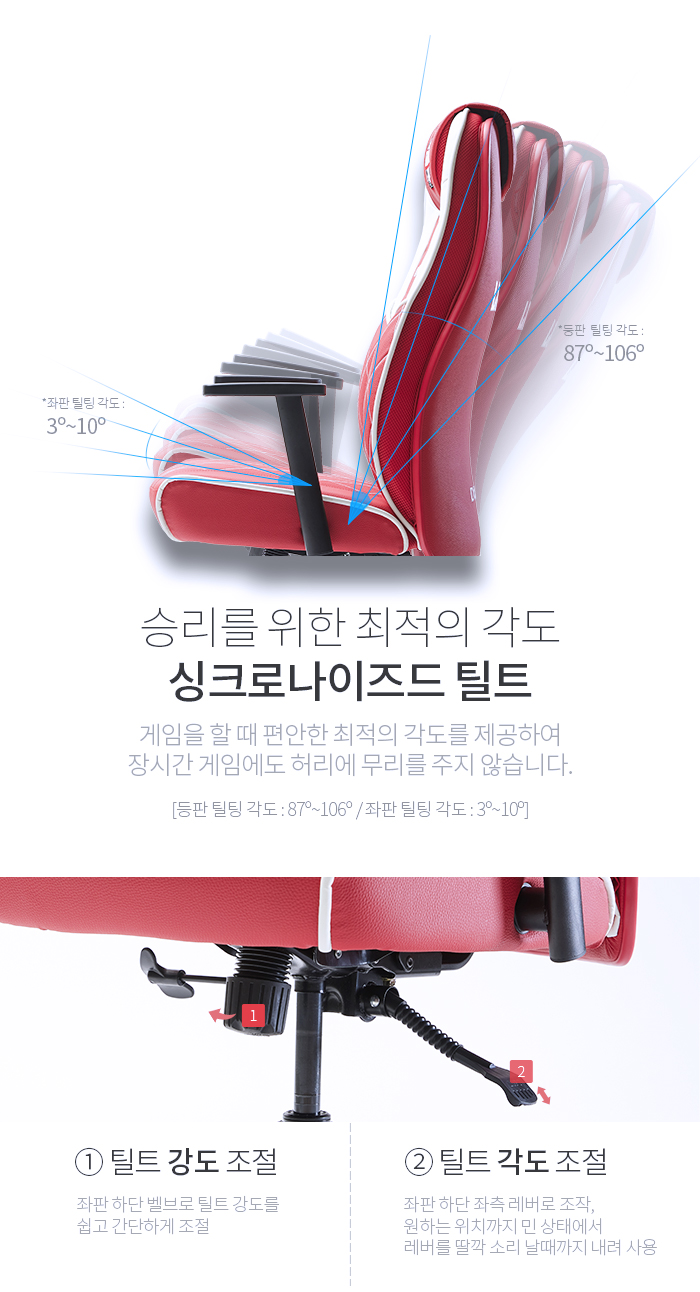 *등판 틸팅 각도 :
87º~106º
*좌판 틸팅 각도 :
3º~10º
승리를 위한 최적의 각도
싱크로나이즈드 틸트
게임을 할 때 편안한 최적의 각도를 제공하여
장시간 게임에도 허리에 무리를 주지 않습니다.
[등판 틸팅 각도 : 87º~106º / 좌판 틸팅 각도 : 3º~10º]
1
2
① 틸트 강도 조절
좌판 하단 벨브로 틸트 강도를
쉽고 간단하게 조절
② 틸트 각도 조절
좌판 하단 좌측 레버로 조작,
원하는 위치까지 민 상태에서
레버를 딸깍 소리 날때까지 내려 사용